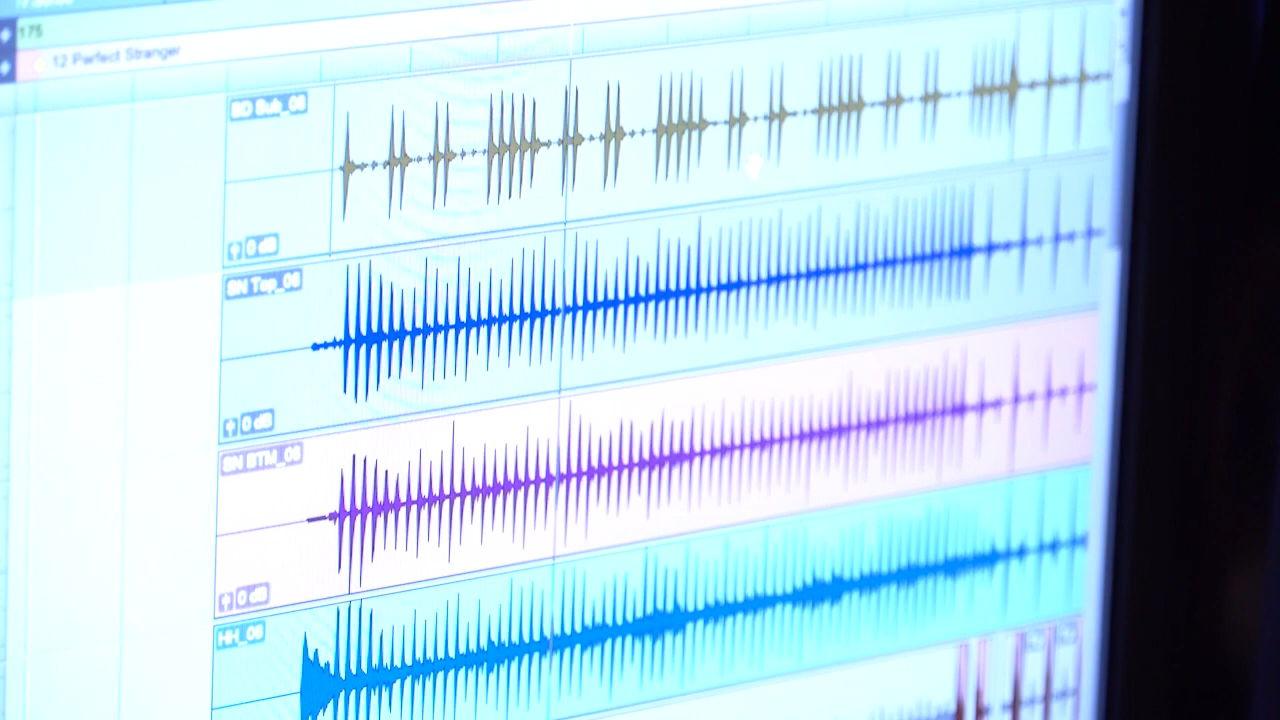 175
12 Perfect Stranger
BD Sub_08
0 dB
SN Top_08
0 dB
SN BTM_08
0 dB
HH_08